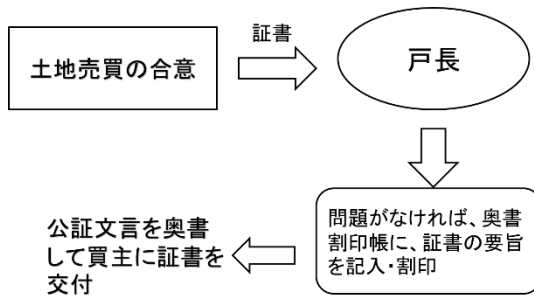 土地売買の合意
証書
戸長
問題がなければ、奥書
割印帳に、証書の要旨
を記入・割印
公証文言を奥書
して買主に証書を
交付